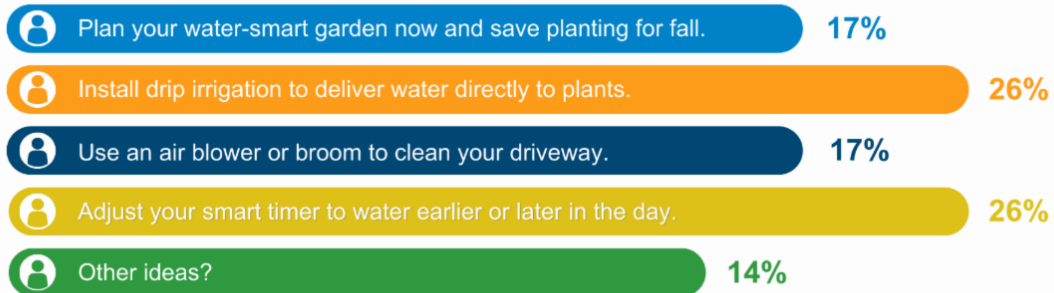 Plan your water-smart garden now and save planting for fall. 17%
Install drip irrigation to deliver water directly to plants. 26%
Use an air blower or broom to clean your driveway. 17%
Adjust your smart timer to water earlier or later in the day. 26%
Other ideas? 14%